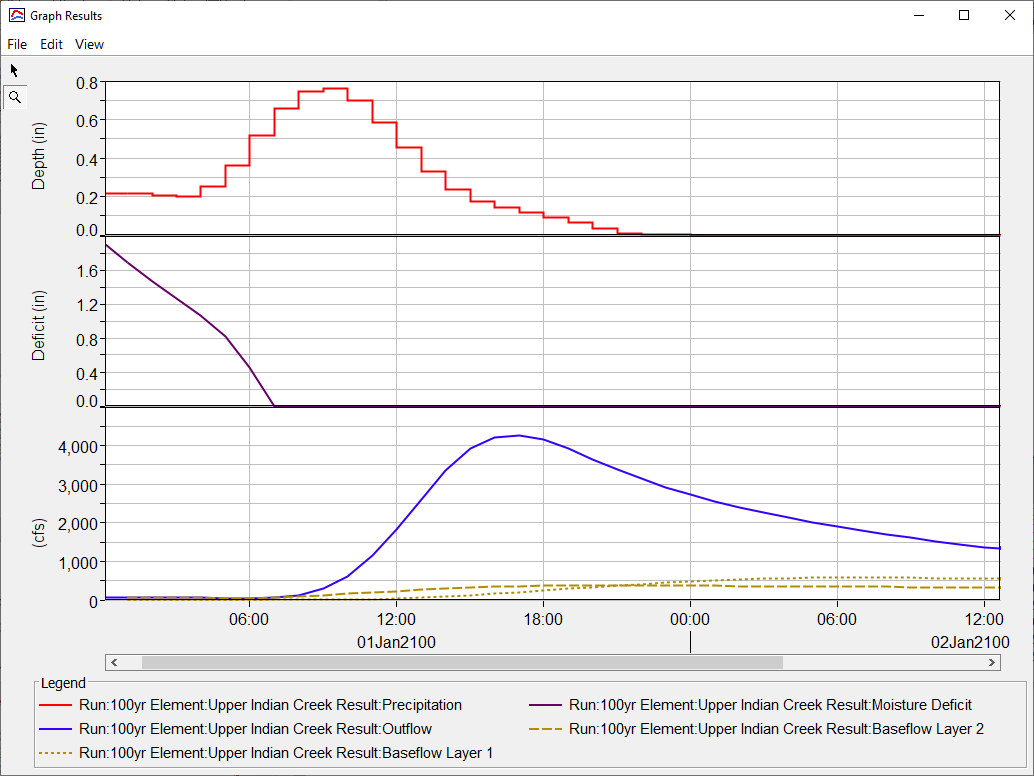 Graph Results
File Edit View
Depth (in)
0.8
0.6
0.4
0.2
0.0
Deficit (in)
1.6
1.2
0.8
0.4
0.0
(cfs)
4,000
3,000
2,000
1,000
0
06:00 12:00 18:00 00:00 06:00 12:00
01Jan2100 02Jan2100
Legend
Run:100yr Element:Upper Indian Creek Result:Precipitation Run:100yr Element:Upper Indian Creek Result:Moisture Deficit
Run:100yr Element:Upper Indian Creek Result:Outflow Run:100yr Element:Upper Indian Creek Result:Baseflow Layer 2
Run:100yr Element:Upper Indian Creek Result:Baseflow Layer 1